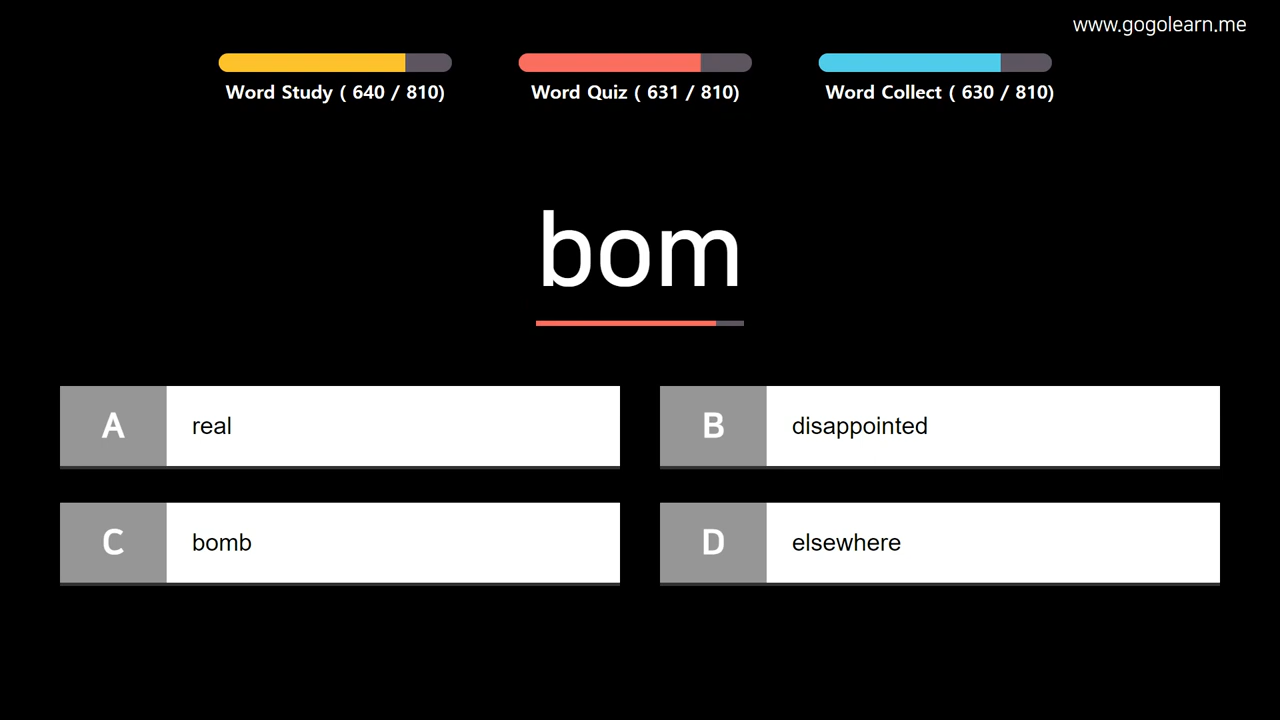 www.gogolearn.me
Word Study ( 640 / 810)
Word Quiz ( 631 / 810)
Word Collect ( 630 / 810)
bom
A real
B disappointed
C bomb
D elsewhere